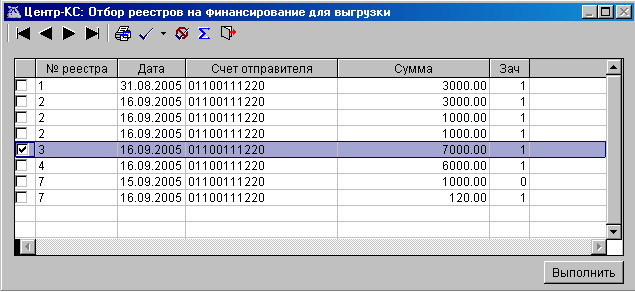 Центр-КС: Отбор реестров на финансирование для выгрузки
№ реестра Дата Счет отправителя Сумма Зач
1 31.08.2005 01100111220 3000.00 1
2 16.09.2005 01100111220 3000.00 1
2 16.09.2005 01100111220 1000.00 1
2 16.09.2005 01100111220 1000.00 1
3 16.09.2005 01100111220 7000.00 1
4 16.09.2005 01100111220 6000.00 1
7 15.09.2005 01100111220 1000.00 0
7 16.09.2005 01100111220 120.00 1
Выполнить